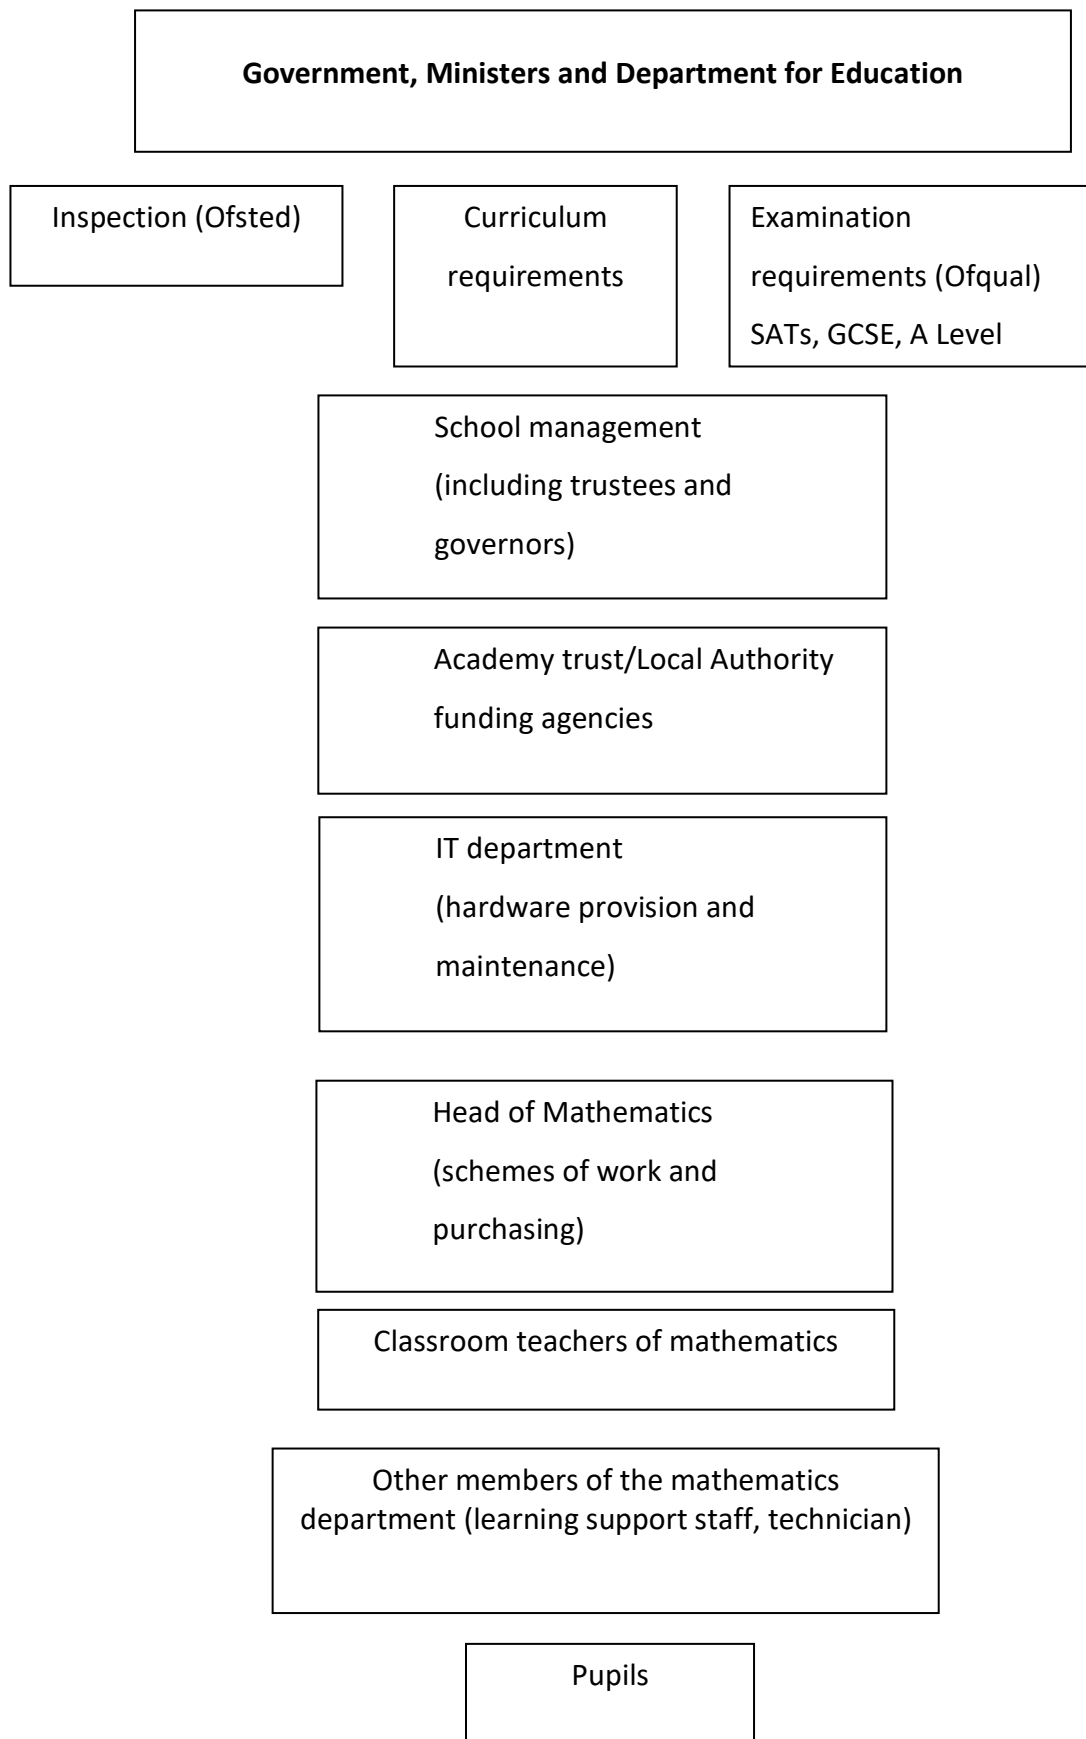 Government, Ministers and Department for Education
Inspection (Ofsted)
Curriculum
requirements
Examination
requirements (Ofqual)
SATs, GCSE, A Level
School management
(including trustees and
governors)
Academy trust/Local Authority
funding agencies
IT department
(hardware provision and
maintenance)
Head of Mathematics
(schemes of work and
purchasing)
Classroom teachers of mathematics
Other members of the mathematics
department (learning support staff, technician)
Pupils